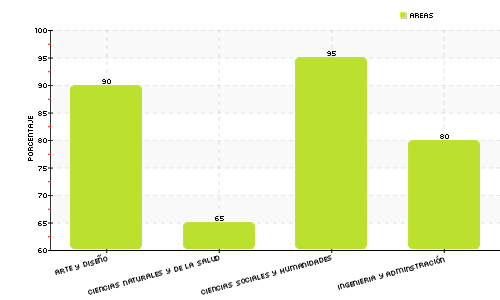 AREAS
100
95
90
85
80
75
70
65
60
PORCENTAJE
90
65
95
80
ARTE Y DISEÑO
CIENCIAS NATURALES Y DE LA SALUD
CIENCIAS SOCIALES Y HUMANIDADES
INGENIERIA Y ADMINISTRACIÓN